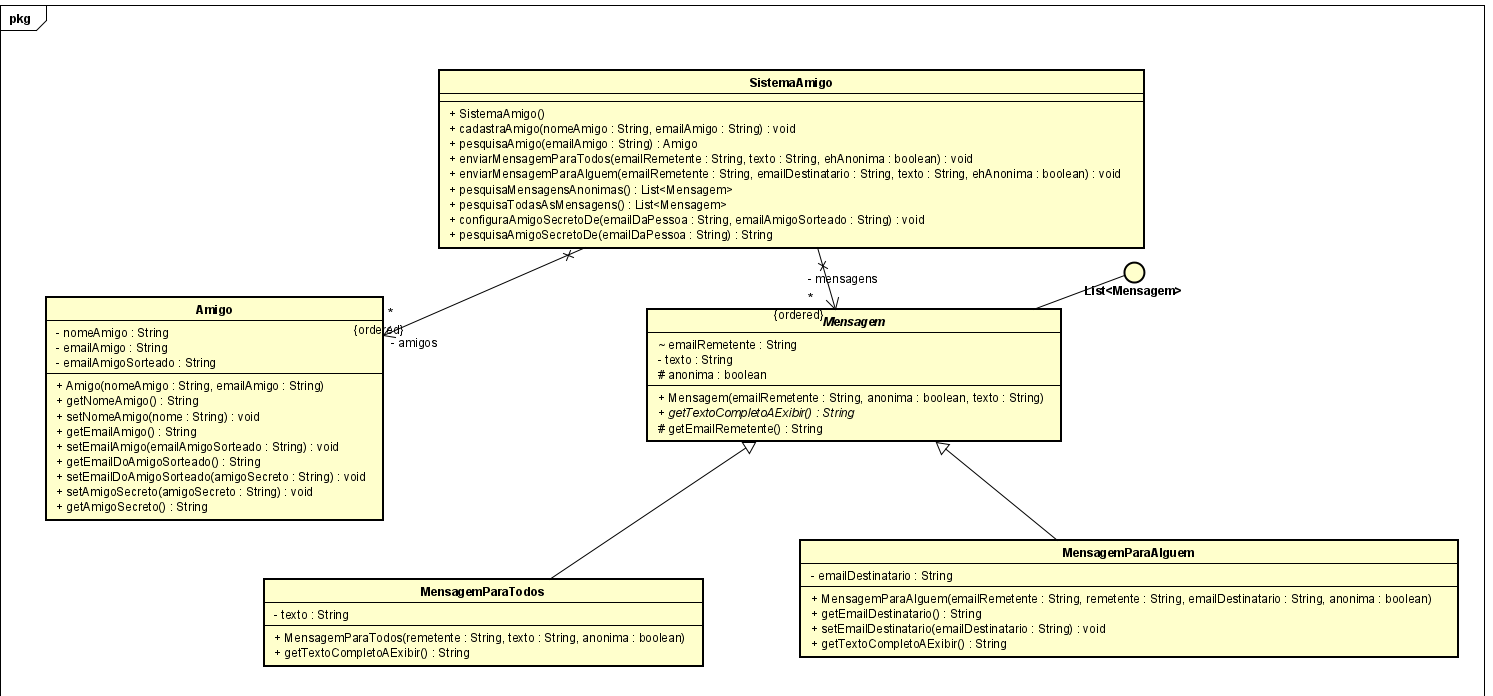 pkg
SistemaAmigo
+ SistemaAmigo()
+ cadastraAmigo(nomeAmigo : String, emailAmigo : String) : void
+ pesquisaAmigo(emailAmigo : String) : Amigo
+ enviarMensagemParaTodos(emailRemetente : String, texto : String, ehAnonima : boolean) : void
+ enviarMensagemParaAlguem(emailRemetente : String, emailDestinatario : String, texto : String, ehAnonima : boolean) : void
+ pesquisaMensagensAnonimas() : List<Mensagem>
+ pesquisaTodasAsMensagens() : List<Mensagem>
+ configuraAmigoSecretoDe(emailDaPessoa : String, emailAmigoSorteado : String) : void
+ pesquisaAmigoSecretoDe(emailDaPessoa : String) : String
- mensagens
*
{ordered}
List<Mensagem>
*
{ordered}
- amigos
Amigo
- nomeAmigo : String
- emailAmigo : String
- emailAmigoSorteado : String
+ Amigo(nomeAmigo : String, emailAmigo : String)
+ getNomeAmigo() : String
+ setNomeAmigo(nome : String) : void
+ getEmailAmigo() : String
+ setEmailAmigo(emailAmigoSorteado : String) : void
+ getEmailDoAmigoSorteado() : String
+ setEmailDoAmigoSorteado(amigoSecreto : String) : void
+ setAmigoSecreto(amigoSecreto : String) : void
+ getAmigoSecreto() : String
Mensagem
~ emailRemetente : String
- texto : String
# anonima : boolean
+ Mensagem(emailRemetente : String, anonima : boolean, texto : String)
+ getTextoCompletoAExibir() : String
# getEmailRemetente() : String
MensagemParaTodos
- texto : String
+ MensagemParaTodos(remetente : String, texto : String, anonima : boolean)
+ getTextoCompletoAExibir() : String
MensagemParaAlguem
- emailDestinatario : String
+ MensagemParaAlguem(emailRemetente : String, remetente : String, emailDestinatario : String, anonima : boolean)
+ getEmailDestinatario() : String
+ setEmailDestinatario(emailDestinatario : String) : void
+ getTextoCompletoAExibir() : String